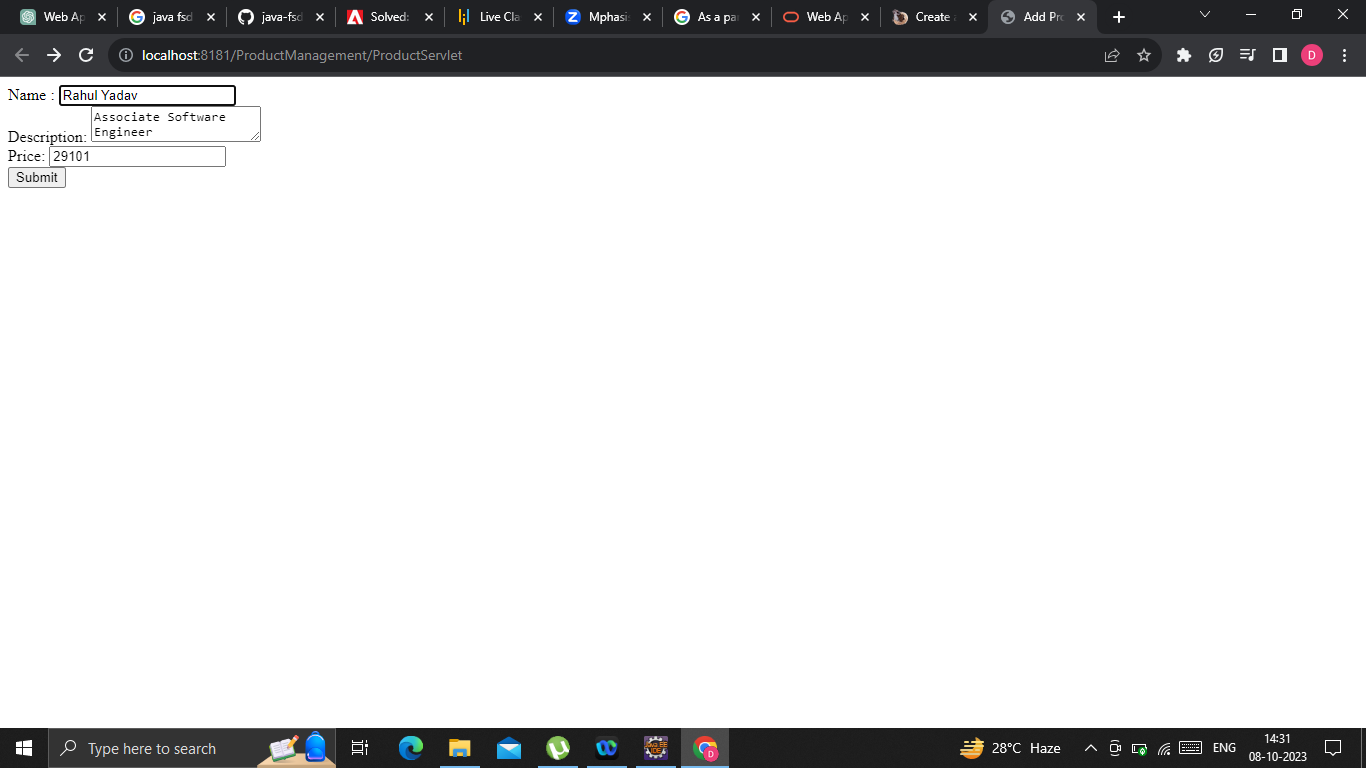 Web Ap
java fsd
java-fsd
Solved:
Live Cla
Mphasi
As a par
Web Ap
Create a
Add Pro
localhost:8181/ProductManagement/ProductServlet
D
Name : Rahul Yadav
Description: Associate Software
Engineer
Price: 29101
Submit
Type here to search
28°C Haze
ENG
14:31
08-10-2023